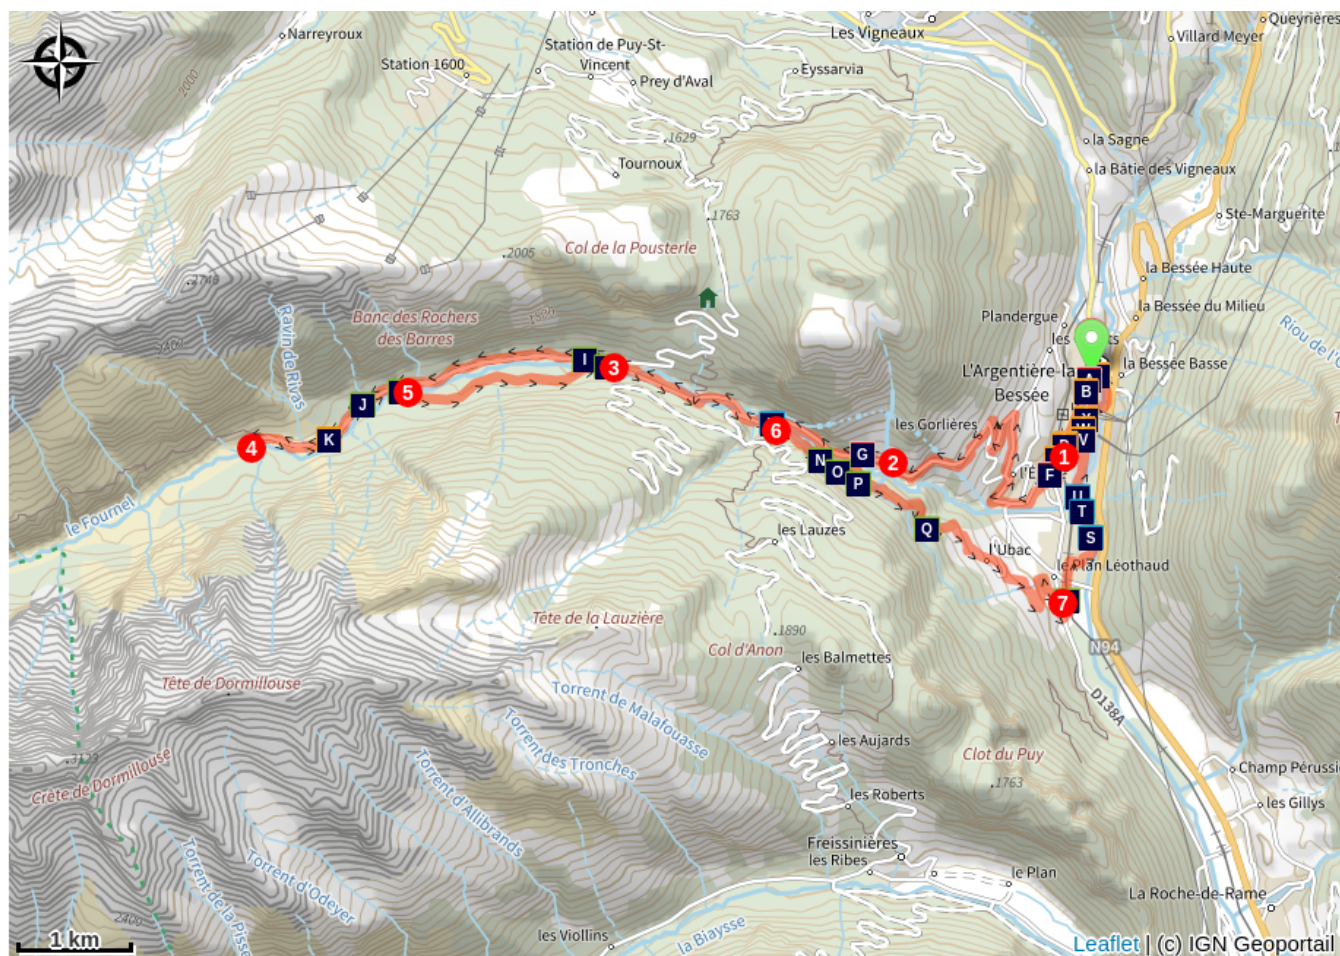 Narreyroux
Les Vigneaux
Queyrières
Villard Meyer
Station de Puy-St-
Vincent
Station 1600
Prey d'Aval
Eyssarvia
2000
1629
la Sagne
Tournoux
la Bâtie des Vigneaux
1763
Ste-Marguerite
Col de la Pousterle
2005
la Bessée Haute
2746
la Bessée du Milieu
Ravin de Rivas
Banc des Rochers
des Barres
1800
Plandergue
Riou de l'
2400
la Bessée Basse
L'Argentière-la-
Bessée
A
B
I
3
5
J
V
les Gorlières
6
K
4
G
2
1
N
O
P
F
U
T
S
le Fournel
les Lauzes
Q
l'Ubac
le Plan Léothaud
7
Tête de la Lauzière
1890
Col d'Anon
N94
les Balmettes
Tête de Dormillouse
Torrent de Malafouasse
D138A
Torrent des Tronches
les Aujards
Clot du Puy
3123
Crête de Dormillouse
Torrent d'Allibrands
1763
Champ Pérussi
les Roberts
les Gillys
Freissinières
les Ribes
le Plan
Torrent d'Odeyer
Torrent de la Pisse
La Roche-de-Rame
2400
les Viollins
la Biaysse
1 km
Leaflet | (c) IGN Geoportail